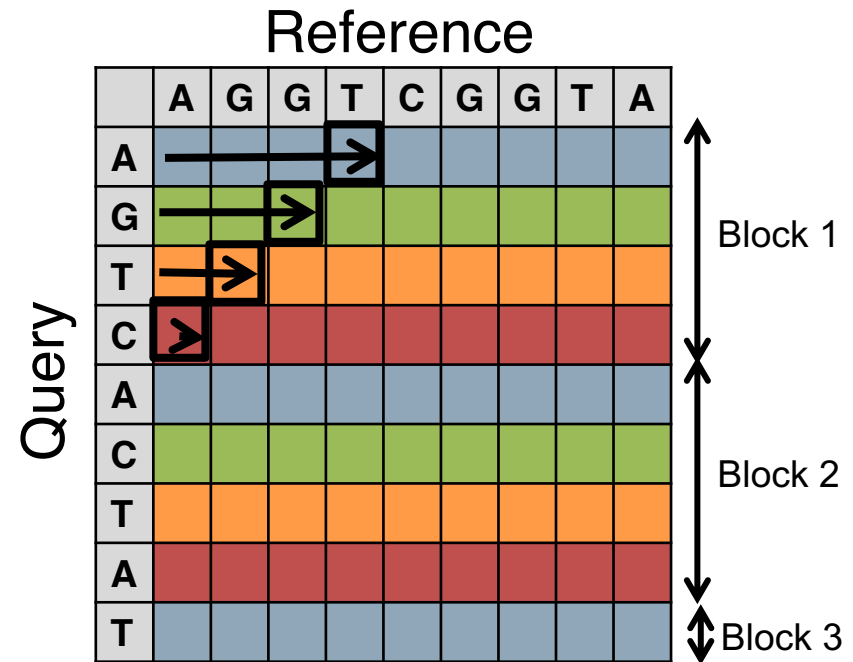 Reference
A G G T C G G T A
A
G
T
C
A
C
T
A
T
Query
Block 1
Block 2
Block 3